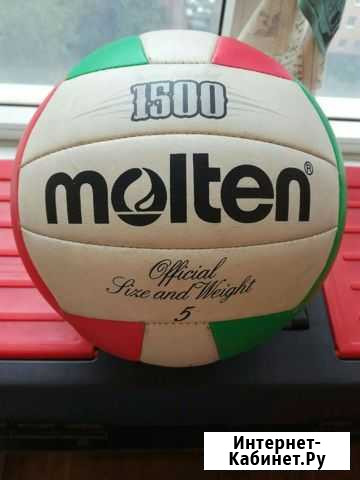 1500
molten®
Official
Size and Weight
5
Интернет-
Кабинет.Ру